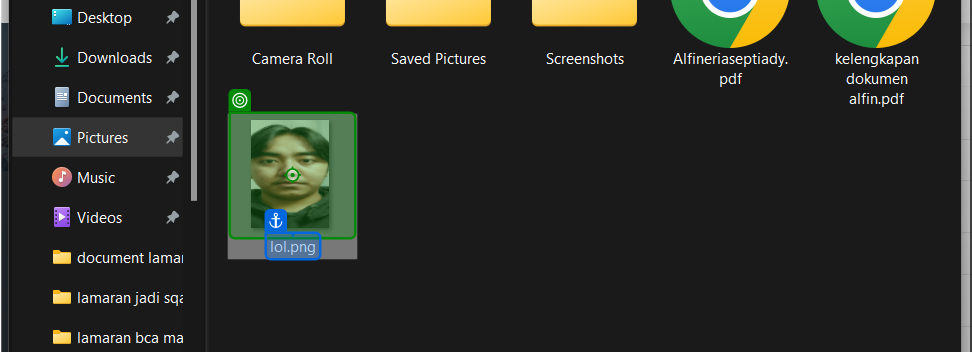 Desktop
Downloads
Documents
Pictures
Music
Videos
document lamar
lamaran jadi sqa
lamaran bca ma
Camera Roll
Saved Pictures
Screenshots
Alfineriaseptiady.
pdf
kelengkapan
dokumen
alfin.pdf
lol.png